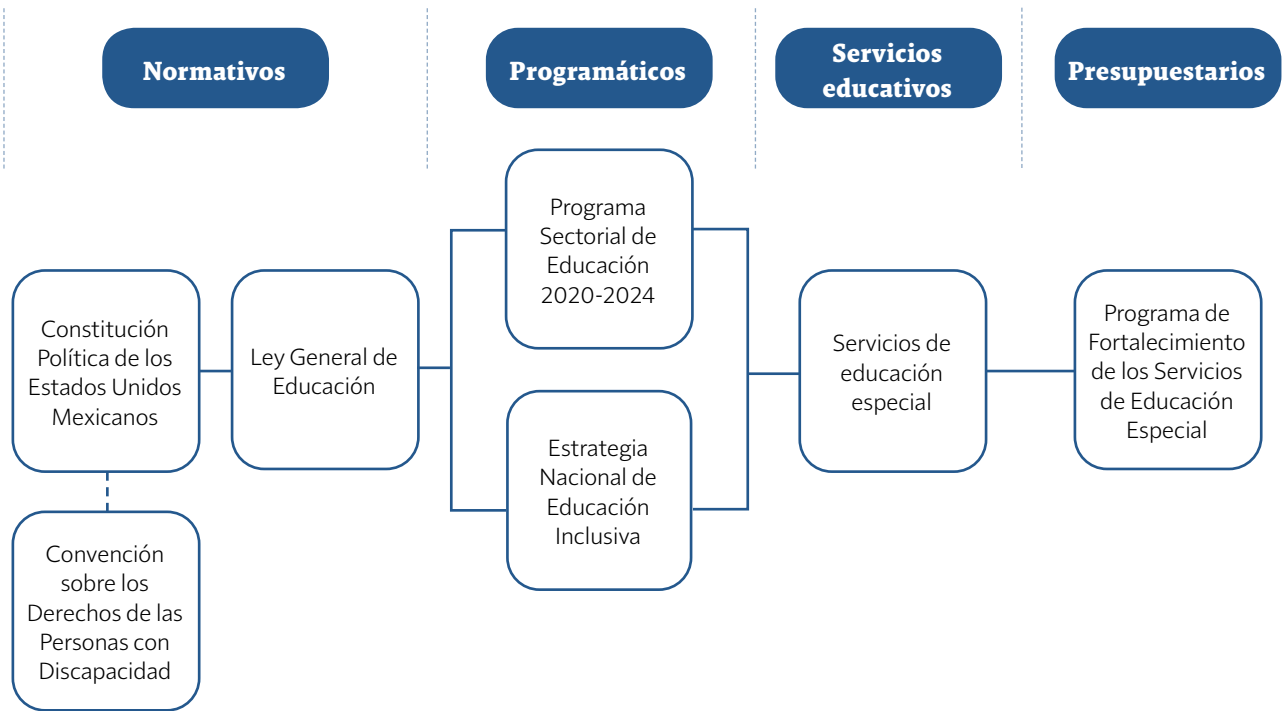 Normativos
Programáticos
Servicios
educativos
Presupuestarios
Constitución
Política de los
Estados Unidos
Mexicanos
Convención
sobre los
Derechos de las
Personas con
Discapacidad
Ley General de
Educación
Programa
Sectorial de
Educación
2020-2024
Estrategia
Nacional de
Educación
Inclusiva
Servicios de
educación
especial
Programa de
Fortalecimiento
de los Servicios
de Educación
Especial